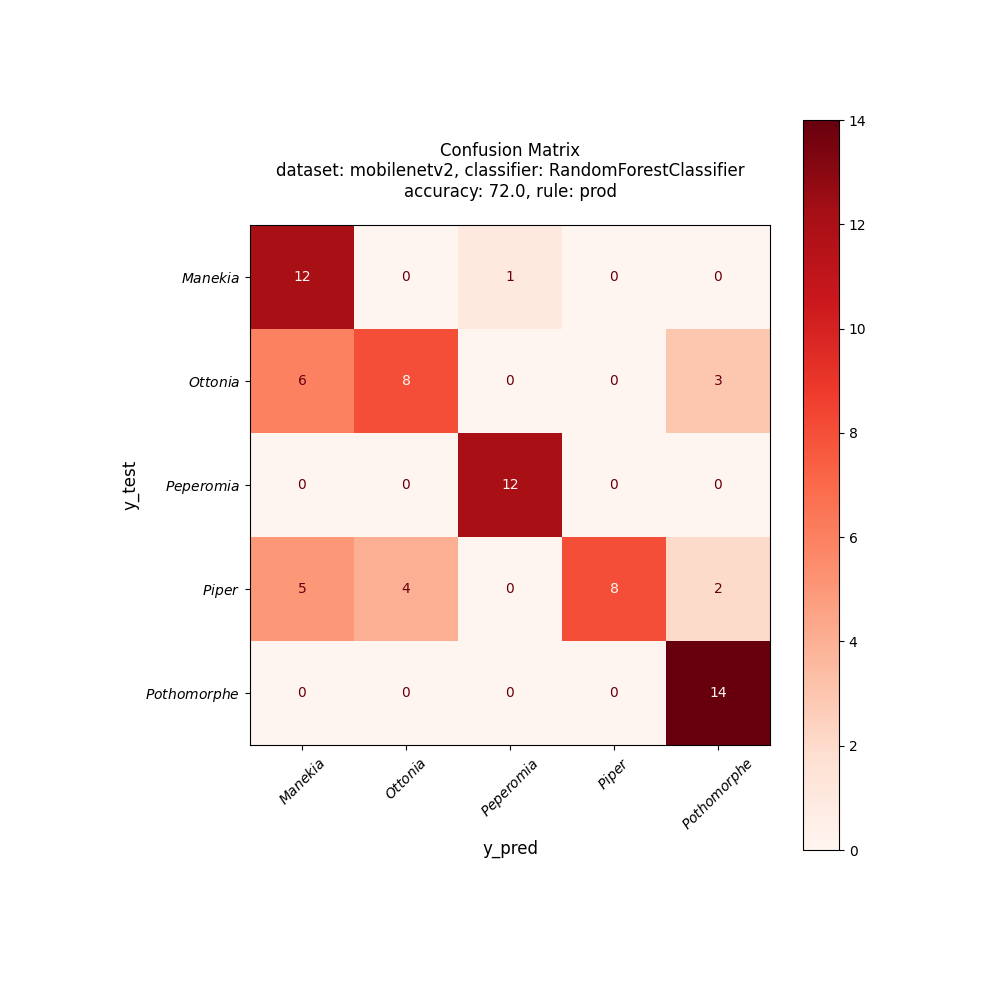 Confusion Matrix
dataset: mobilenetv2, classifier: RandomForestClassifier
accuracy: 72.0, rule: prod
Manekia 12 0 1 0 0
Ottonia 6 8 0 0 3
Peperomia 0 0 12 0 0
Piper 5 4 0 8 2
Pothomorphe 0 0 0 0 14
Manekia Ottonia Peperomia Piper Pothomorphe
y_test
y_pred
14
12
10
8
6
4
2
0